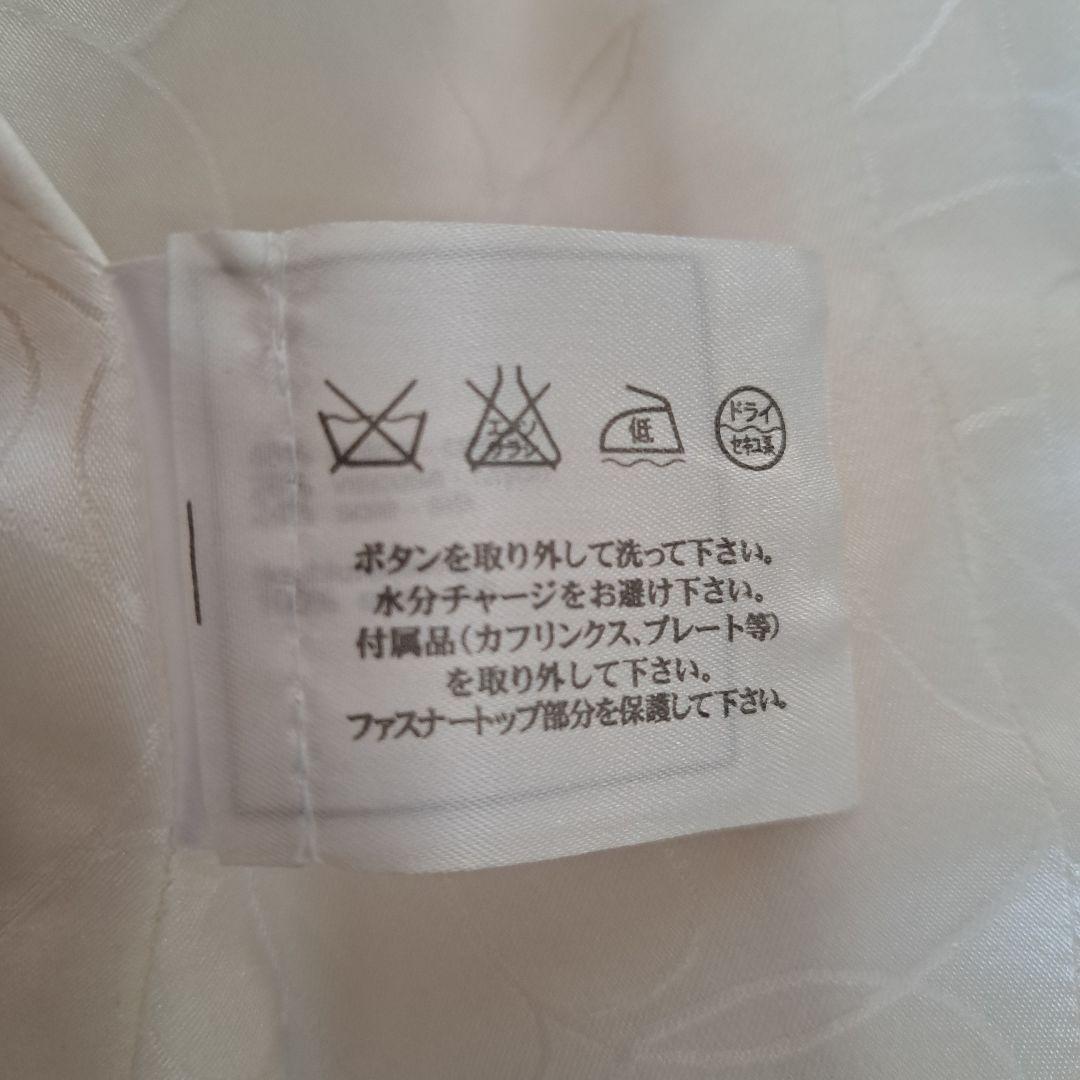 エンソ
サラシ
低
ドライ
セキユ系
ボタンを取り外して洗って下さい。
水分チャージをお避け下さい。
付属品(カフリンクス、プレート等)
を取り外して下さい。
ファスナートップ部分を保護して下さい。